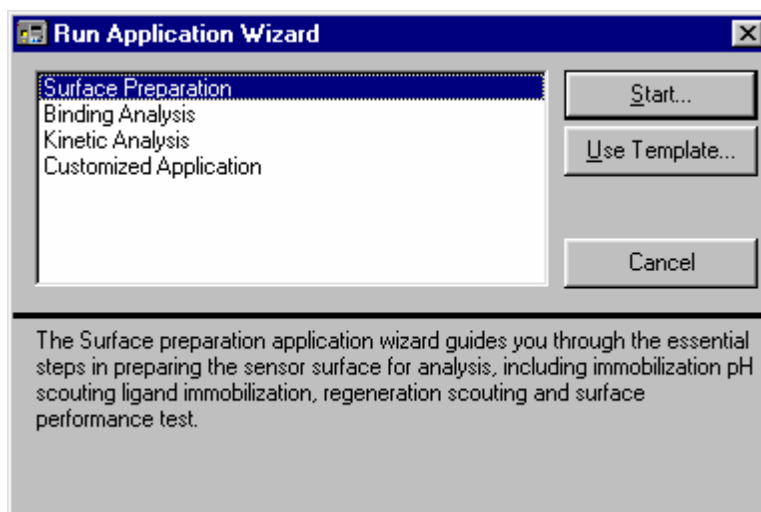 Run Application Wizard
Surface Preparation
Binding Analysis
Kinetic Analysis
Customized Application
Start...
Use Template...
Cancel
The Surface preparation application wizard guides you through the essential
steps in preparing the sensor surface for analysis, including immobilization pH
scouting ligand immobilization, regeneration scouting and surface
performance test.